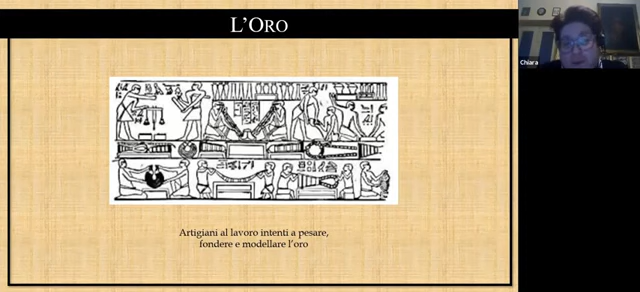 L'Oro
Artigiani al lavoro intenti a pesare,
fondere e modellare l'oro
Chiara